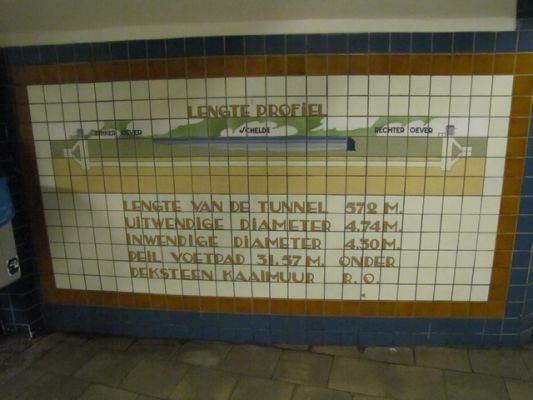 LENGTE PROFIEL
LINKER OEVER SCHELDE RECHTER OEVER
LENGTE VAN DE TUNNEL 572 M.
UITWENDIGE DIAMETER 4.74 M.
INWENDIGE DIAMETER 4.30 M.
PEIL VOETPAD 31.57 M. ONDER
DEKSTEEN KAAIMUUR R.O.